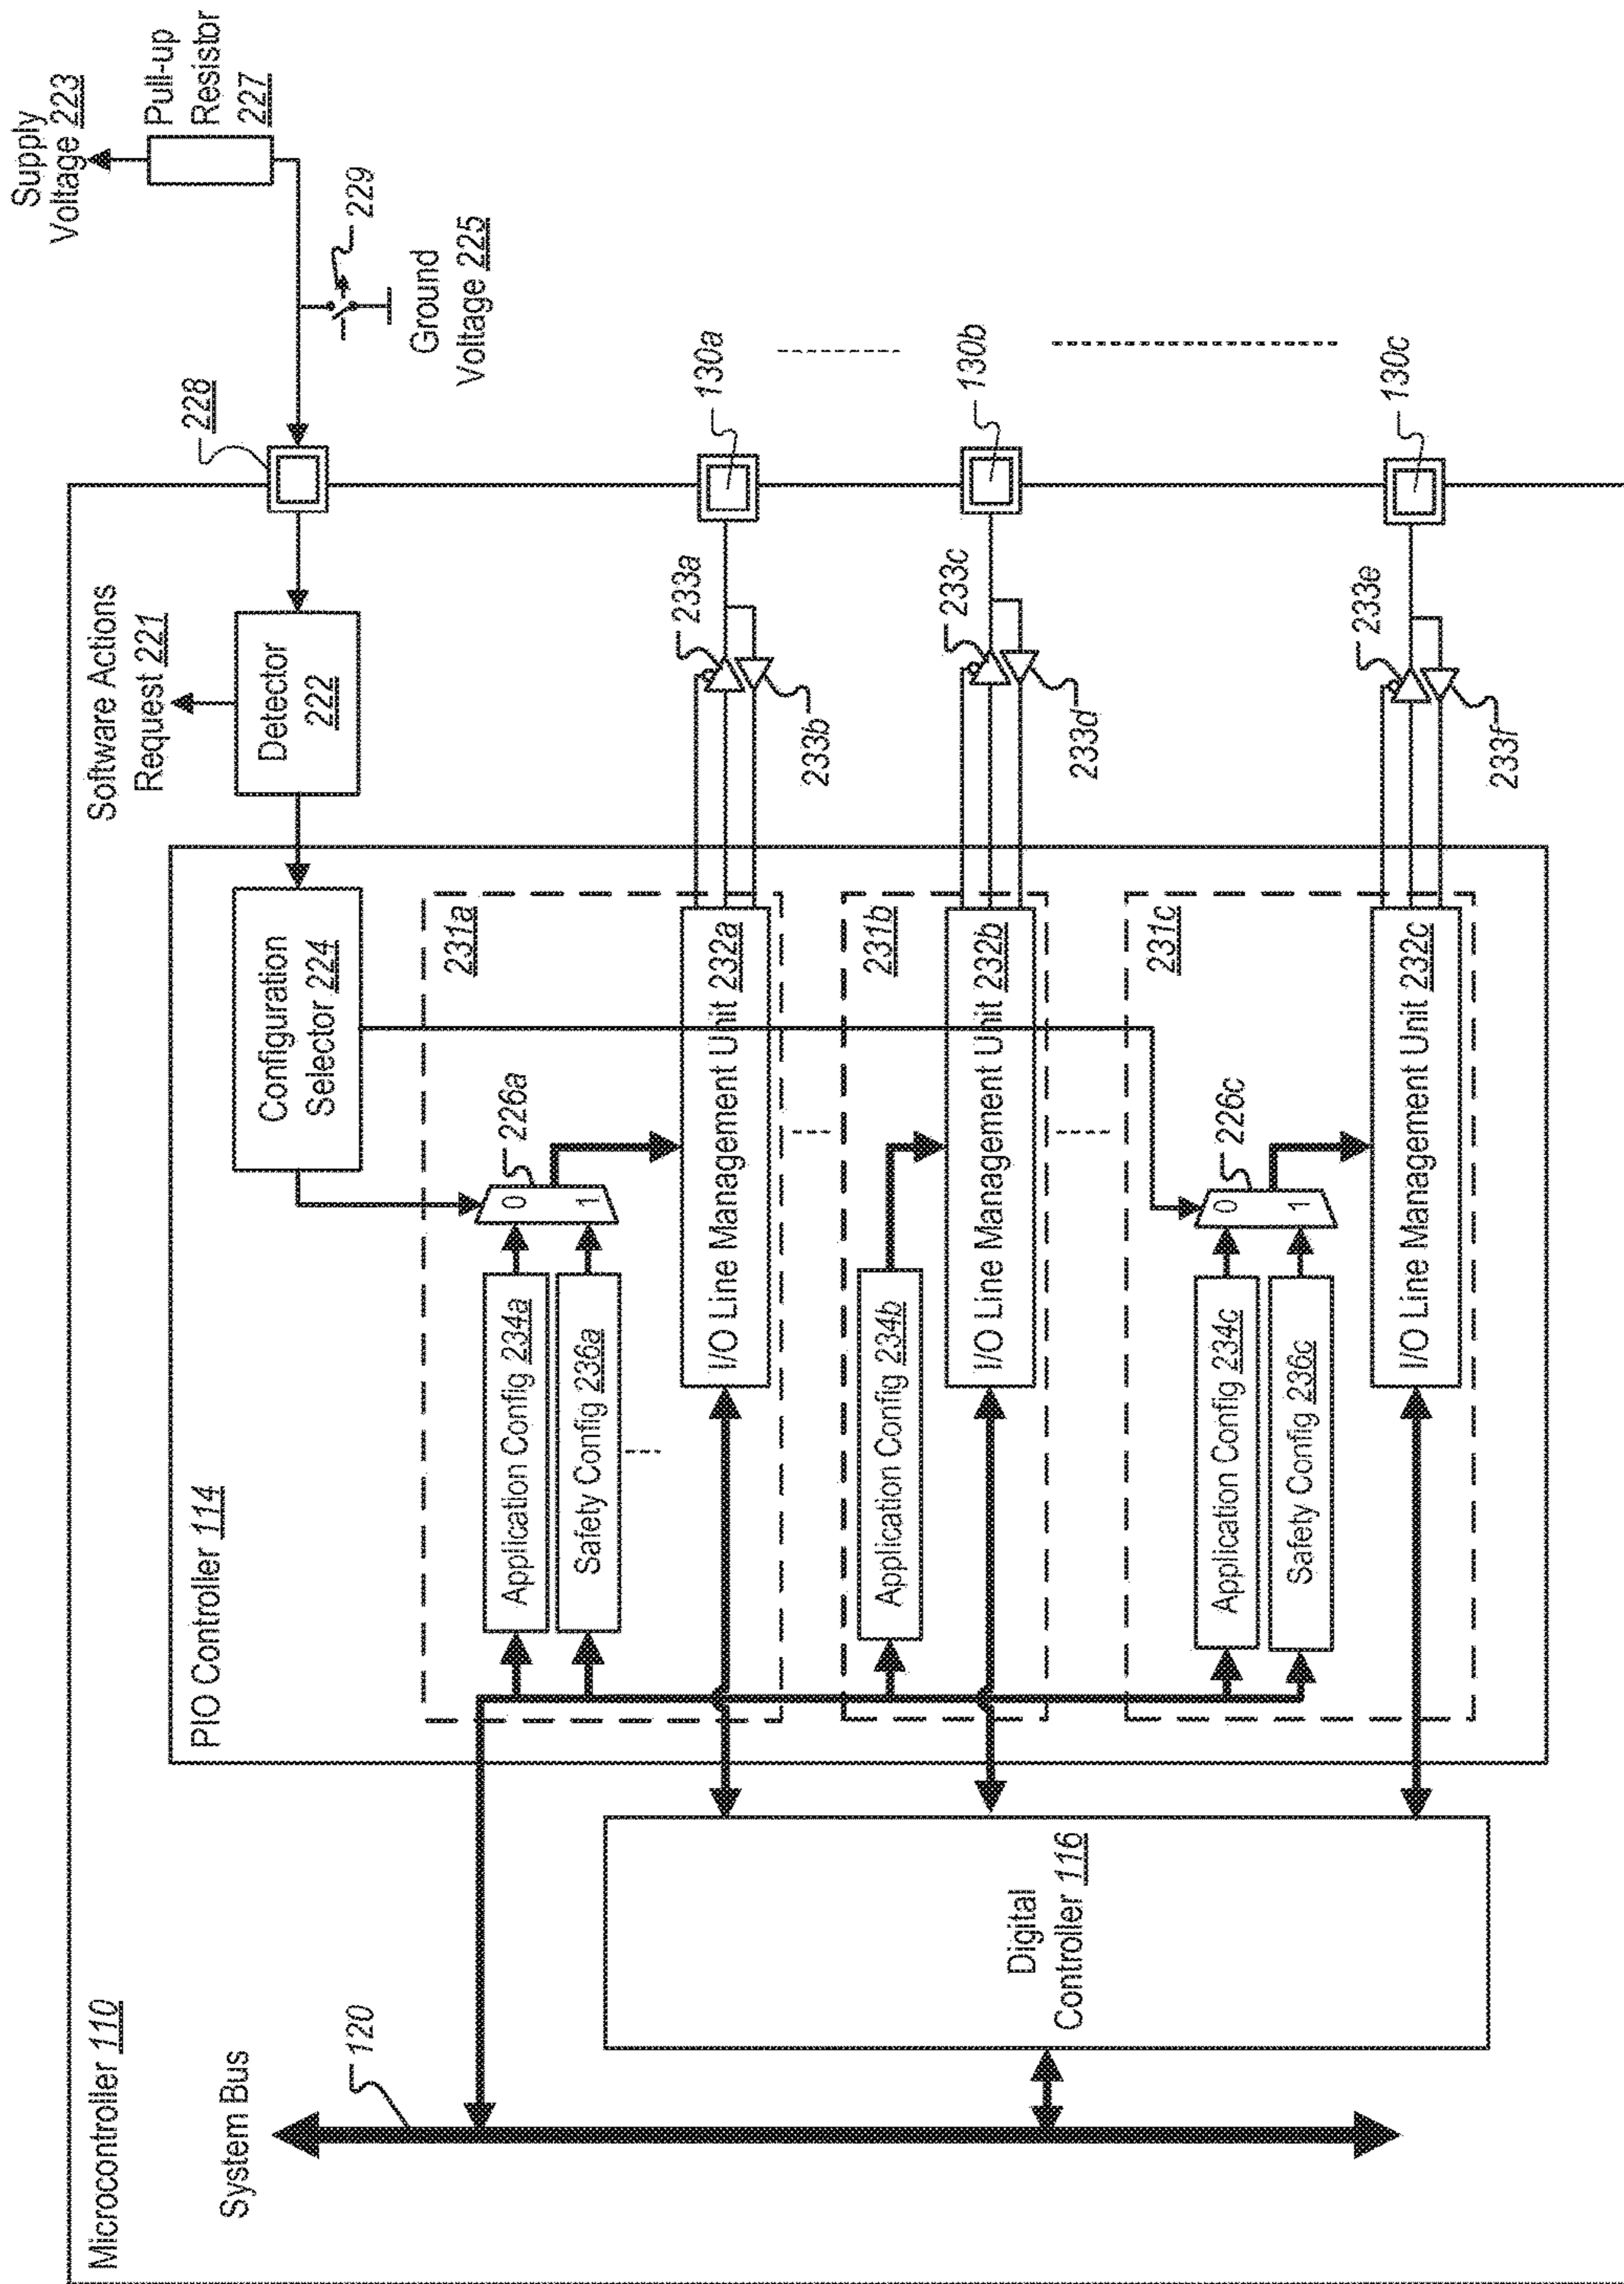 Microcontroller 110
System Bus
120
Digital
Controller 116
PIO Controller 114
Configuration
Selector 224
Software Actions
Request 221
Detector
222
228
Supply
Voltage 223
Pull-up
Resistor
227
229
Ground
Voltage 225
231a
Application Config 234a
Safety Config 236a
0
1
226a
I/O Line Management Unit 232a
233a
233b
130a
231b
Application Config 234b
I/O Line Management Unit 232b
233c
233d
130b
231c
Application Config 234c
Safety Config 236c
0
1
226c
I/O Line Management Unit 232c
233e
233f
130c